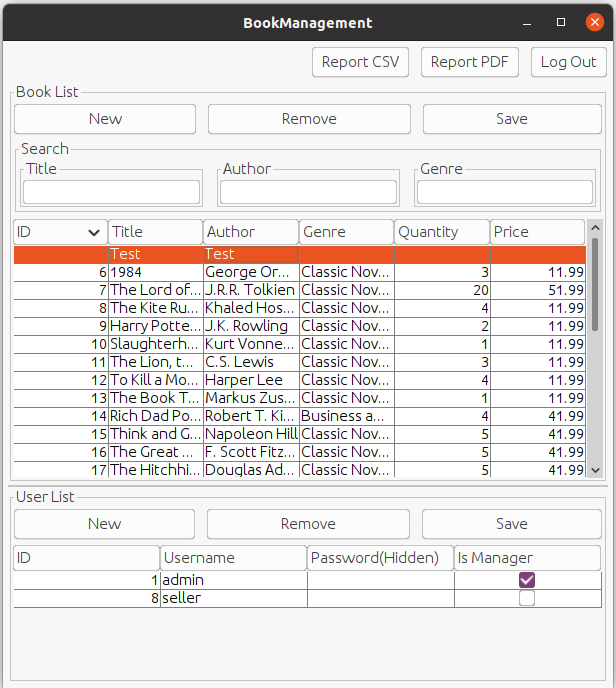 BookManagement
Report CSV Report PDF Log Out
Book List
New Remove Save
Search
Title Author Genre
ID Title Author Genre Quantity Price
Test Test
6 1984 George Or... Classic Nov... 3 11.99
7 The Lord of... J.R.R. Tolkien Classic Nov... 20 51.99
8 The Kite Ru... Khaled Hos... Classic Nov... 4 11.99
9 Harry Potte... J.K. Rowling Classic Nov... 2 11.99
10 Slaughterh... Kurt Vonne... Classic Nov... 1 11.99
11 The Lion, t... C.S. Lewis Classic Nov... 3 11.99
12 To Kill a Mo... Harper Lee Classic Nov... 4 11.99
13 The Book T... Markus Zus... Classic Nov... 1 11.99
14 Rich Dad Po... Robert T. Ki... Business a... 4 41.99
15 Think and G... Napoleon Hill Classic Nov... 5 41.99
16 The Great ... F. Scott Fitz... Classic Nov... 5 41.99
17 The Hitchhi... Douglas Ad... Classic Nov... 5 41.99
User List
New Remove Save
ID Username Password(Hidden) Is Manager
1 admin
8 seller